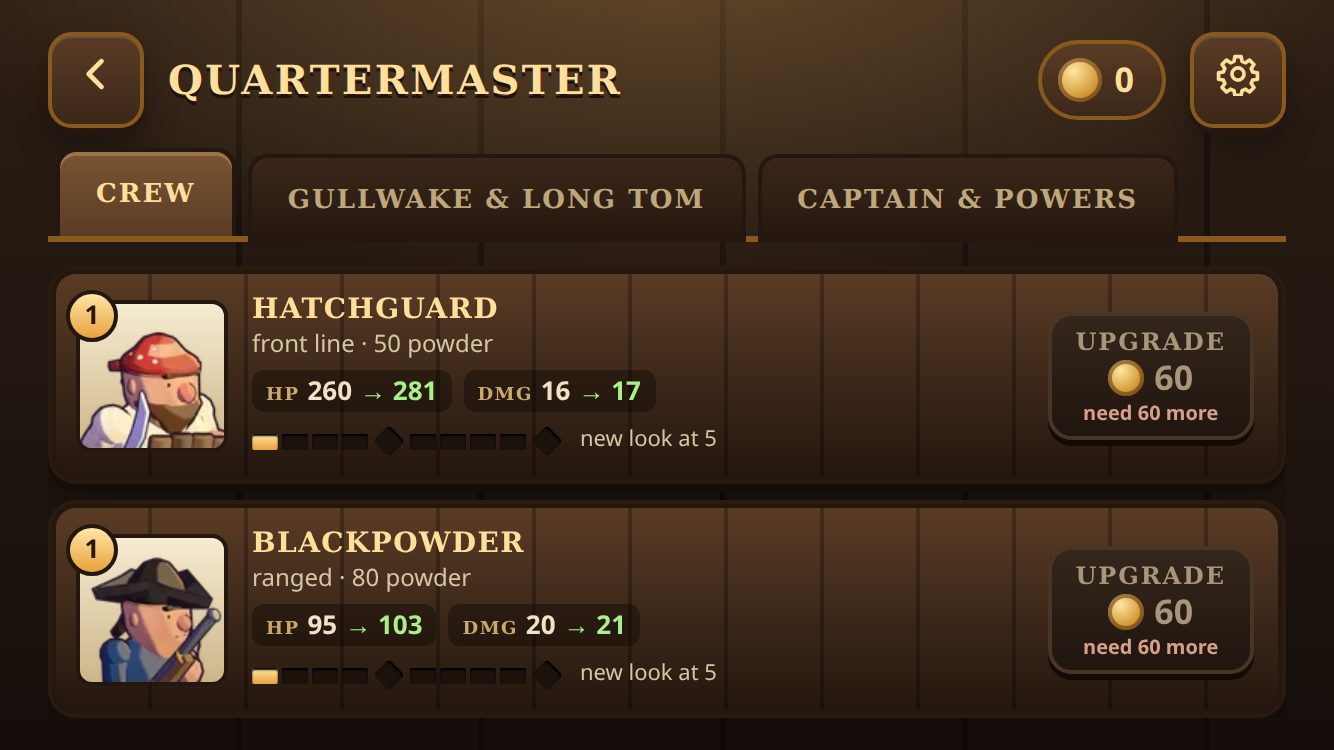 QUARTERMASTER
0
CREW
GULLWAKE & LONG TOM
CAPTAIN & POWERS
1
HATCHGUARD
front line · 50 powder
HP 260 → 281
DMG 16 → 17
new look at 5
UPGRADE
60
need 60 more
1
BLACKPOWDER
ranged · 80 powder
HP 95 → 103
DMG 20 → 21
new look at 5
UPGRADE
60
need 60 more